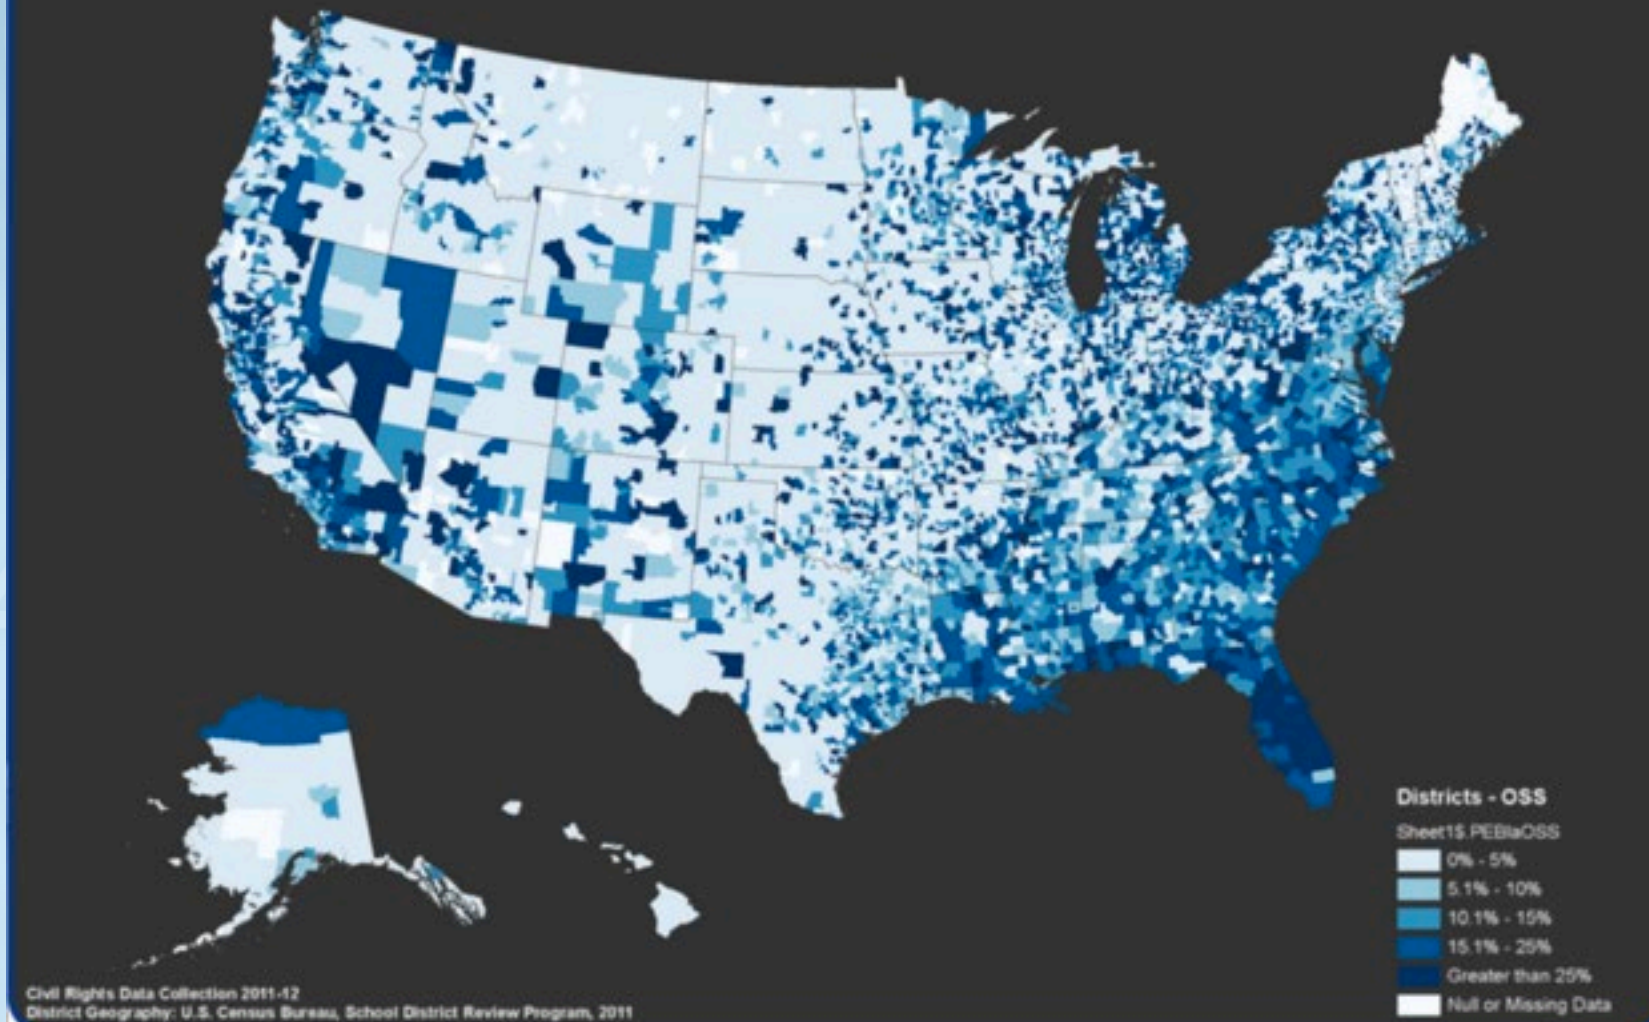 Districts - OSS
Sheet1$.PEBlaOSS
0% - 5%
5.1% - 10%
10.1% - 15%
15.1% - 25%
Greater than 25%
Null or Missing Data
Civil Rights Data Collection 2011-12
District Geography: U.S. Census Bureau, School District Review Program, 2011